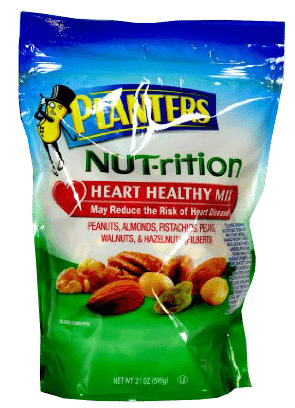 PLANTERS
NUT-rition
HEART HEALTHY MIX
May Reduce the Risk of Heart Disease
PEANUTS, ALMONDS, PISTACHIOS, PECANS,
WALNUTS, & HAZELNUTS (FILBERTS)
NET WT 21 OZ (595g)
U